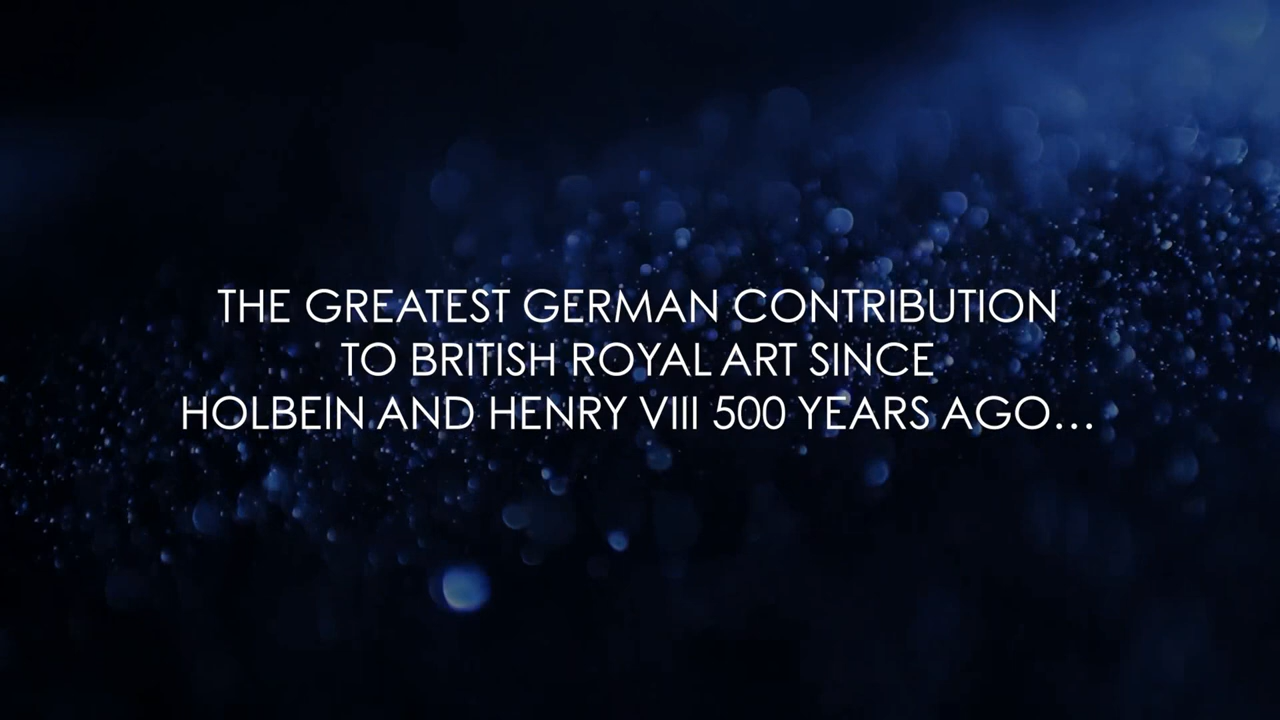 THE GREATEST GERMAN CONTRIBUTION
TO BRITISH ROYAL ART SINCE
HOLBEIN AND HENRY VIII 500 YEARS AGO...